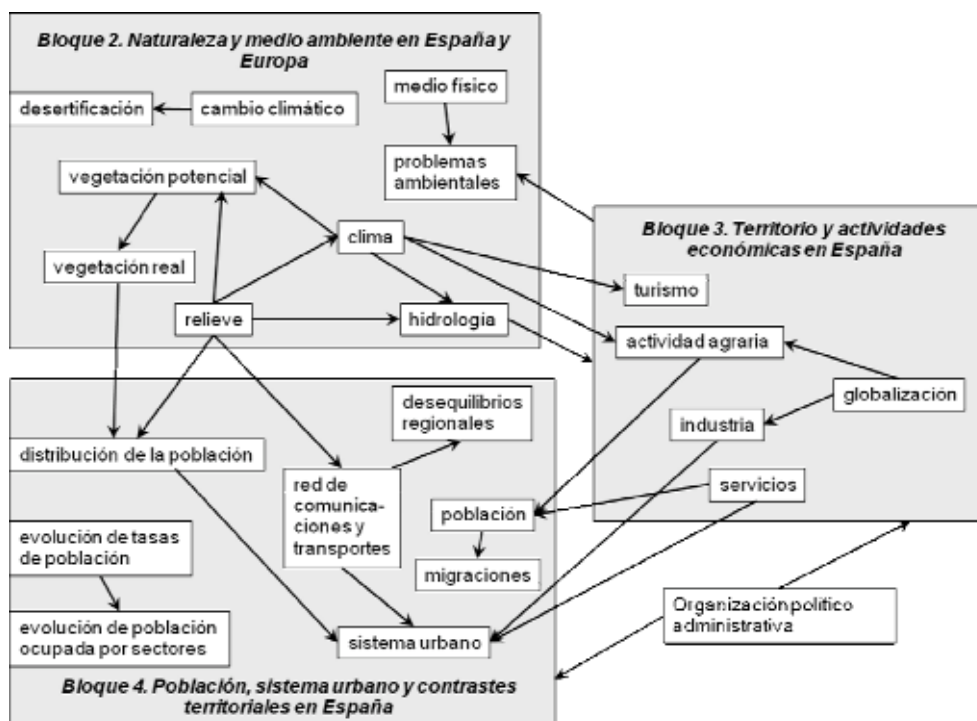 Bloque 2. Naturaleza y medio ambiente en España y
Europa
medio físico
desertificación
cambio climático
problemas
ambientales
vegetación potencial
clima
vegetación real
relieve
hidrología
Bloque 3. Territorio y actividades
económicas en España
turismo
actividad agraria
globalización
industria
servicios
desequilibrios
regionales
distribución de la población
red de
comunica-
ciones y
transportes
población
migraciones
evolución de tasas
de población
evolución de población
ocupada por sectores
sistema urbano
Organización político
administrativa
Bloque 4. Población, sistema urbano y contrastes
territoriales en España